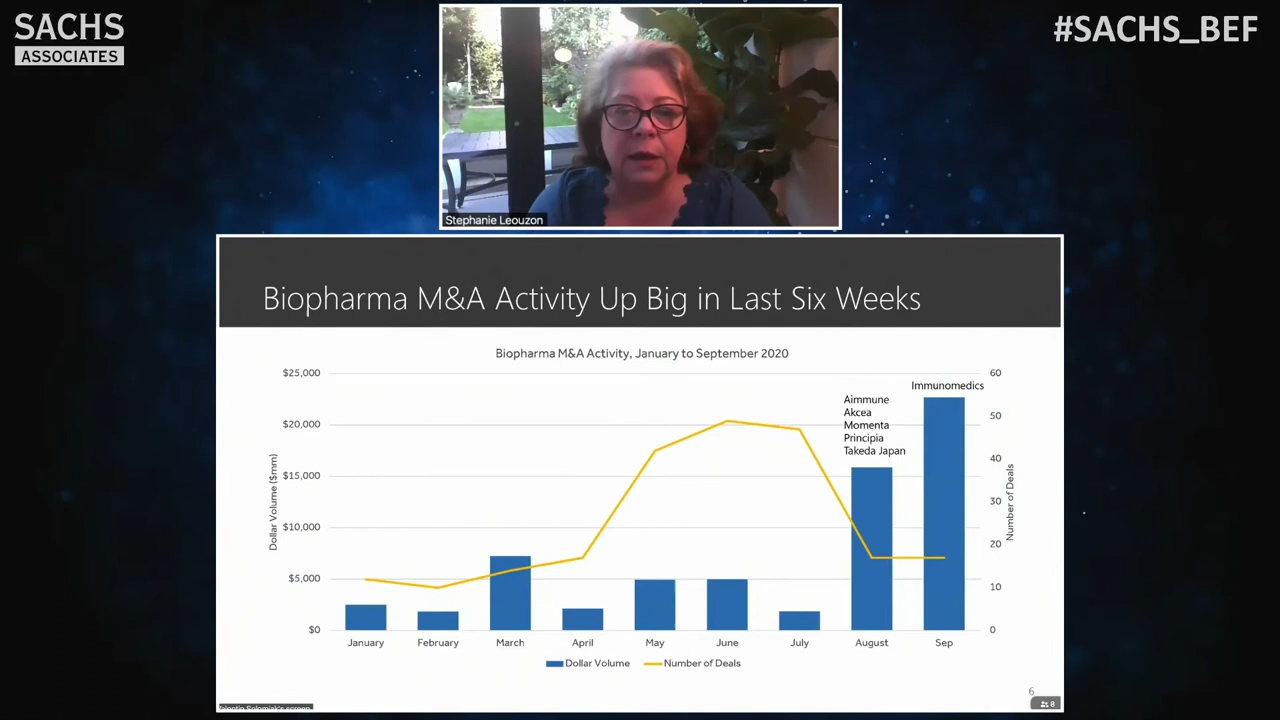 SACHS
ASSOCIATES
#SACHS_BEF
Stephanie Leouzon
Biopharma M&A Activity Up Big in Last Six Weeks
Biopharma M&A Activity, January to September 2020
Dollar Volume ($mm)
$25,000
$20,000
$15,000
$10,000
$5,000
$0
Aimmune
Akcea
Momenta
Principia
Takeda Japan
Immunomedics
60
50
40
30
20
10
0
Number of Deals
January February March April May June July August Sep
Dollar Volume Number of Deals
6
8